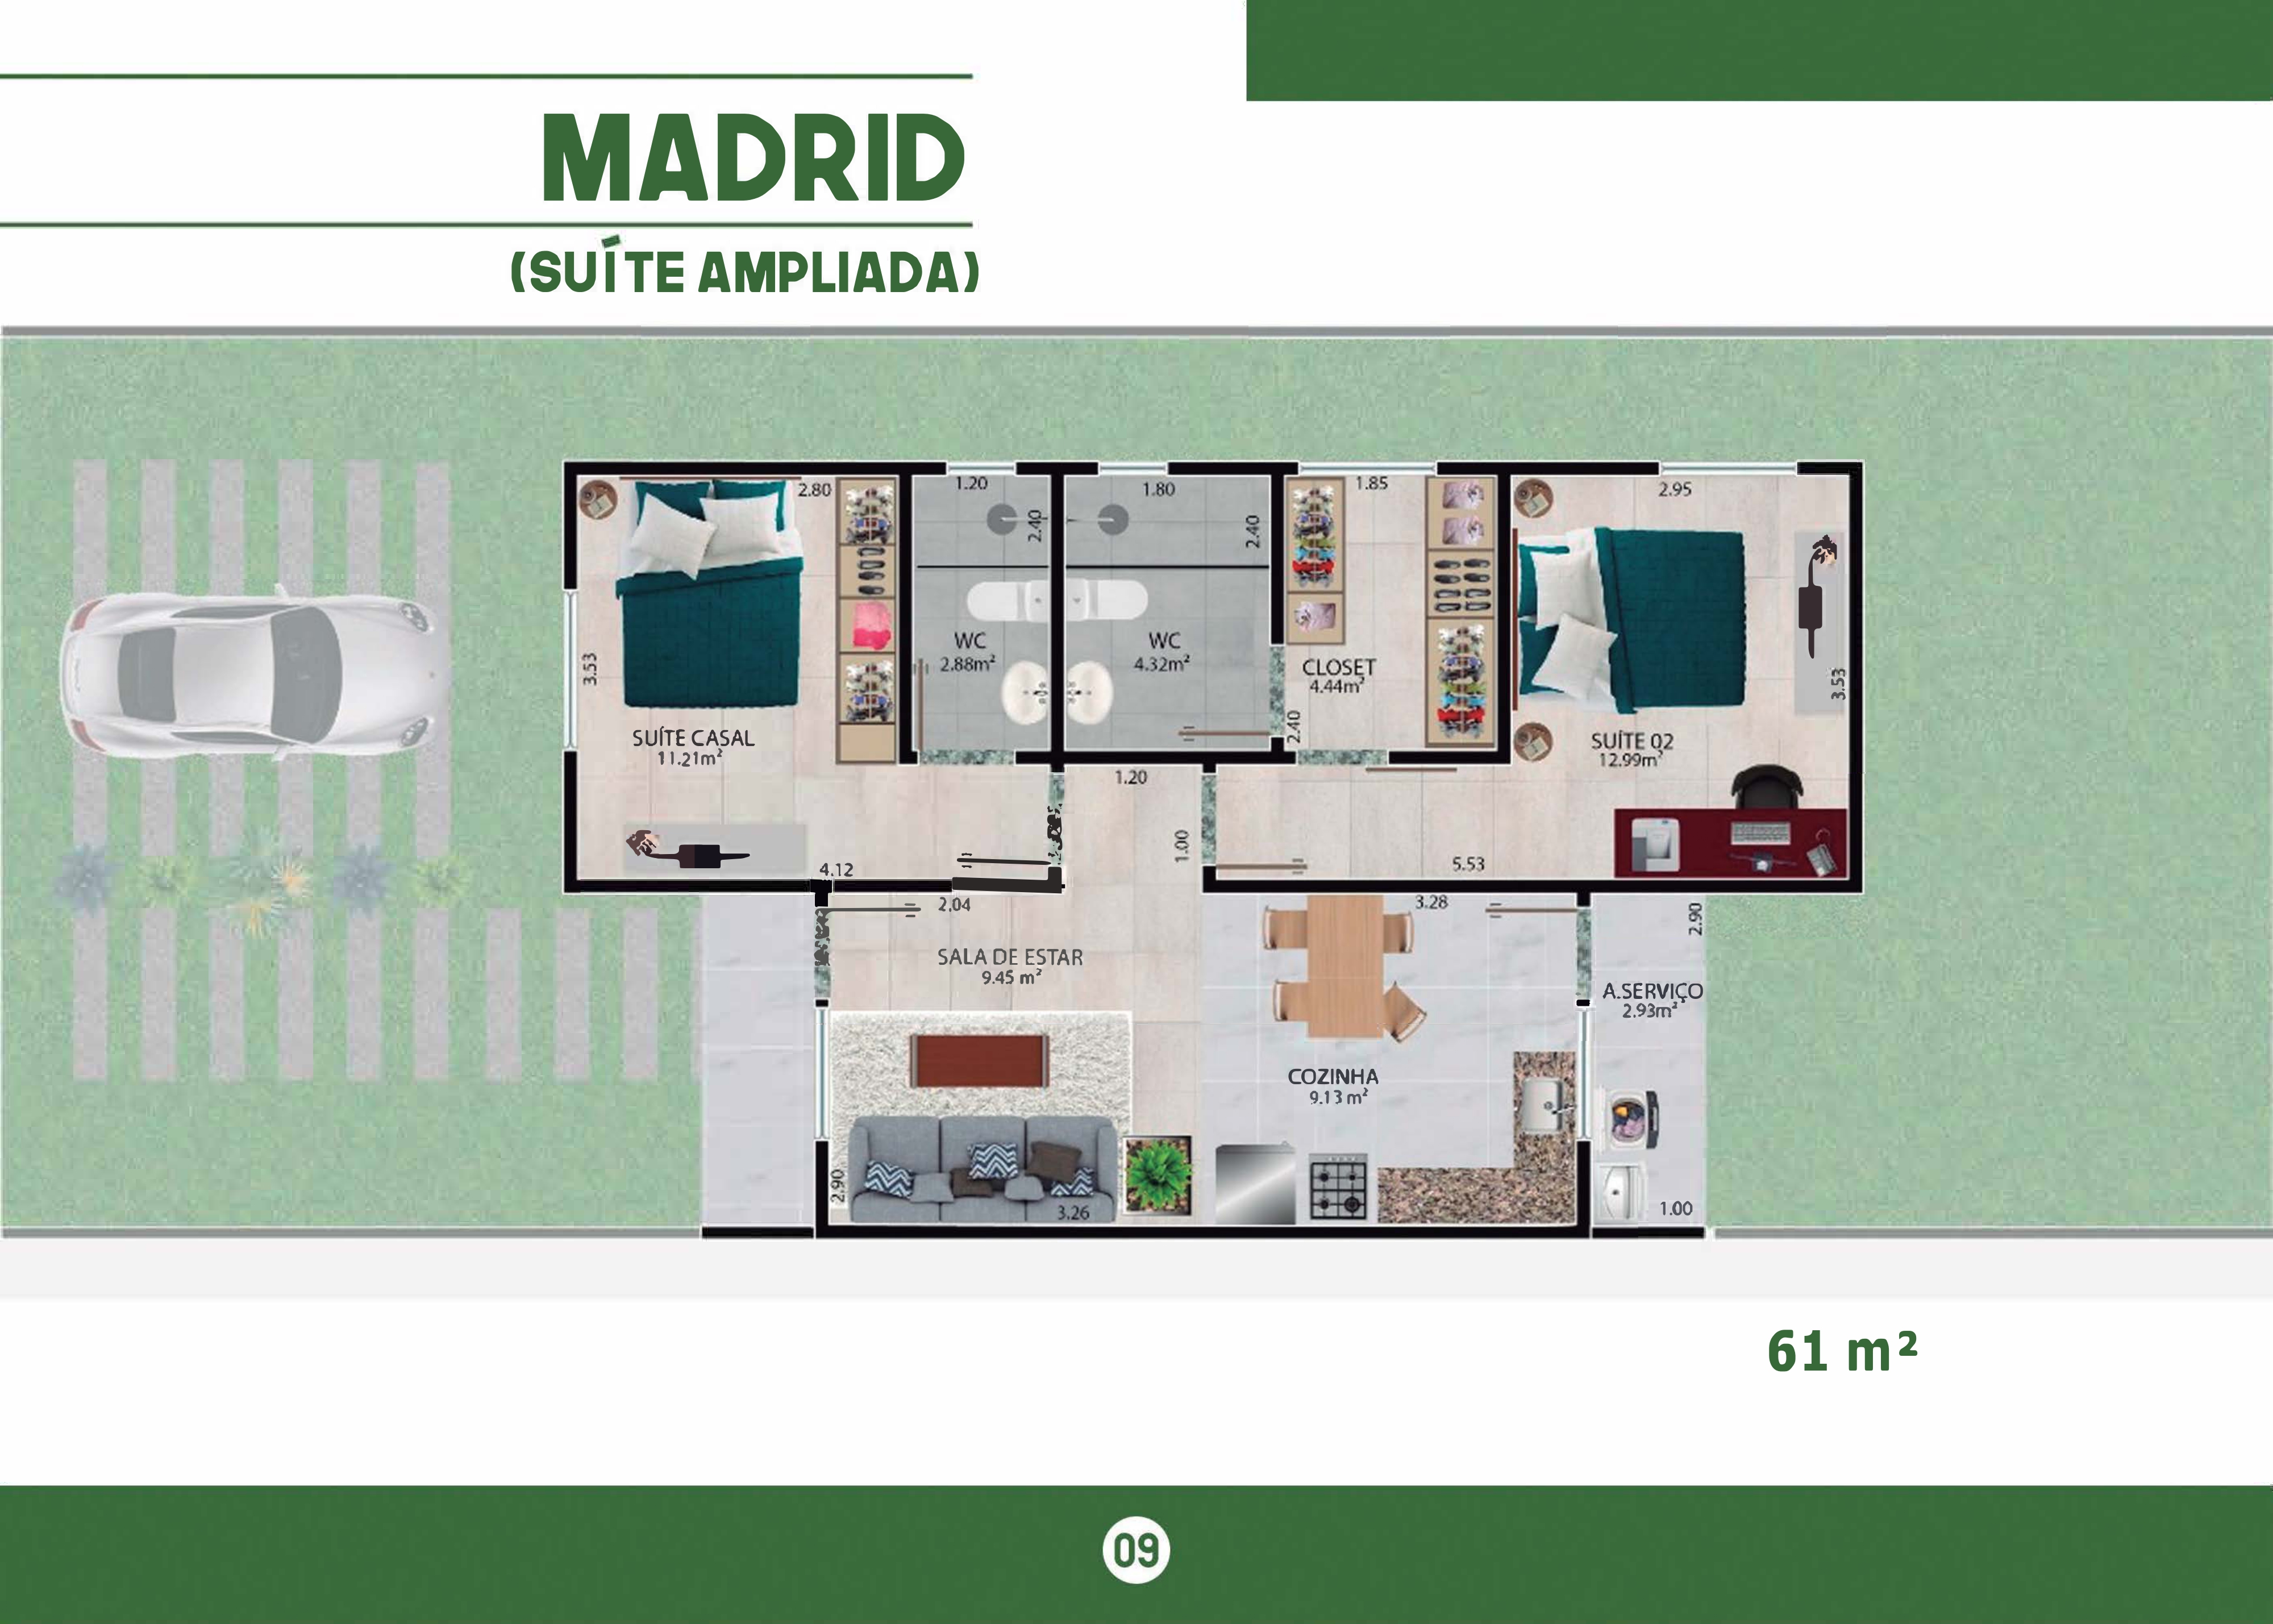 MADRID
(SUÍTE AMPLIADA)
2.80
1.20
1.80
1.85
2.95
2.40
2.40
3.53
WC
2.88m²
WC
4.32m²
CLOSET
4.44m²
3.53
2.40
SUÍTE CASAL
11.21m²
SUÍTE 02
12.99m²
1.20
1.00
4.12
5.53
2.04
3.28
2.90
SALA DE ESTAR
9.45 m²
A.SERVIÇO
2.93m²
COZINHA
9.13 m²
2.90
3.26
1.00
61 m²
09